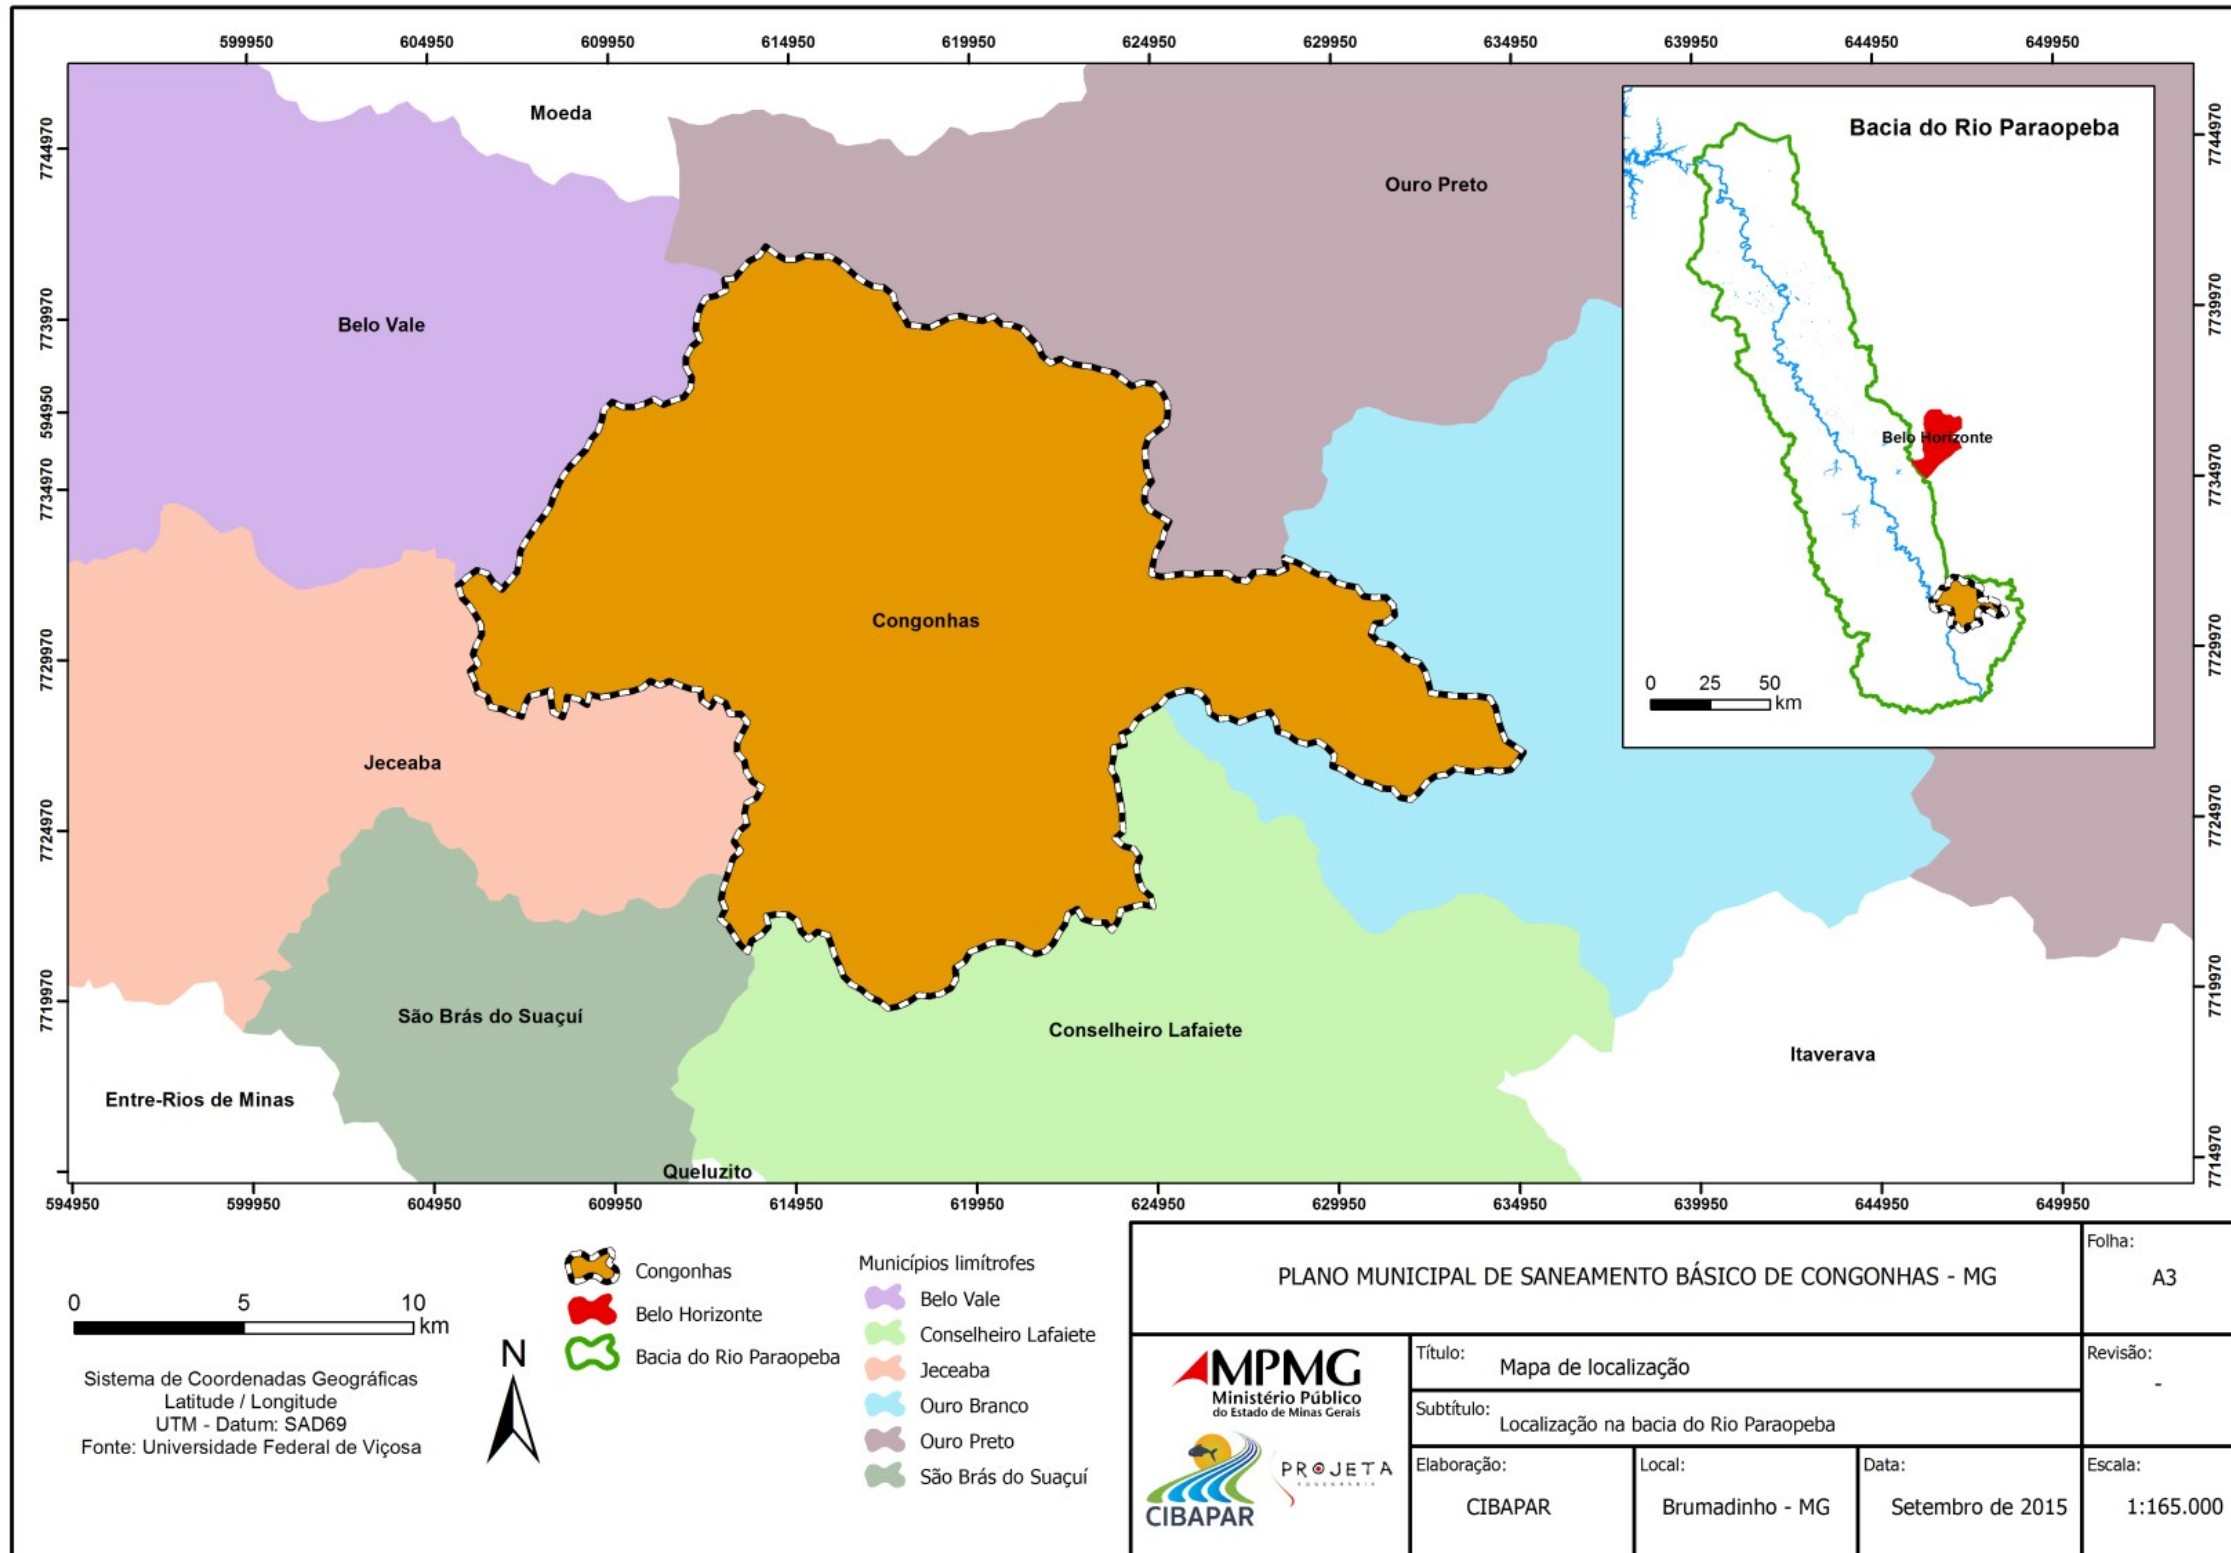 599950 604950 609950 614950 619950 624950 629950 634950 639950 644950 649950
7744970
7739970
594950
7734970
7729970
7724970
7719970
7744970
7739970
7734970
7729970
7724970
7719970
7714970
Moeda
Ouro Preto
Belo Vale
Congonhas
Jeceaba
São Brás do Suaçuí
Conselheiro Lafaiete
Itaverava
Entre-Rios de Minas
Queluzito
Bacia do Rio Paraopeba
Belo Horizonte
0 25 50
km
594950 599950 604950 609950 614950 619950 624950 629950 634950 639950 644950 649950
0 5 10
km
Sistema de Coordenadas Geográficas
Latitude / Longitude
UTM - Datum: SAD69
Fonte: Universidade Federal de Viçosa
N
Congonhas
Belo Horizonte
Bacia do Rio Paraopeba
Municípios limítrofes
Belo Vale
Conselheiro Lafaiete
Jeceaba
Ouro Branco
Ouro Preto
São Brás do Suaçuí
PLANO MUNICIPAL DE SANEAMENTO BÁSICO DE CONGONHAS - MG
Folha:
A3
MPMG
Ministério Público
do Estado de Minas Gerais
CIBAPAR
PROJETA
ENGENHARIA
Título:
Mapa de localização
Revisão:
-
Subtítulo:
Localização na bacia do Rio Paraopeba
Elaboração:
CIBAPAR
Local:
Brumadinho - MG
Data:
Setembro de 2015
Escala:
1:165.000